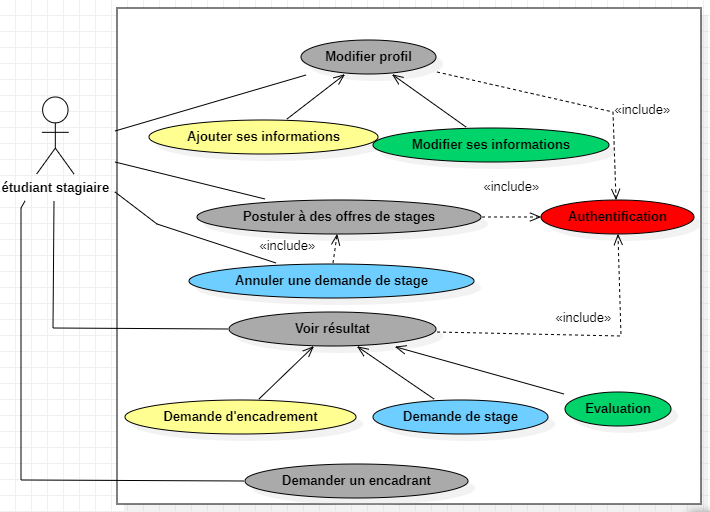 Modifier profil
«include»
Ajouter ses informations
Modifier ses informations
étudiant stagiaire
«include»
Postuler à des offres de stages
Authentification
«include»
Annuler une demande de stage
«include»
Voir résultat
Demande d'encadrement
Demande de stage
Evaluation
Demander un encadrant